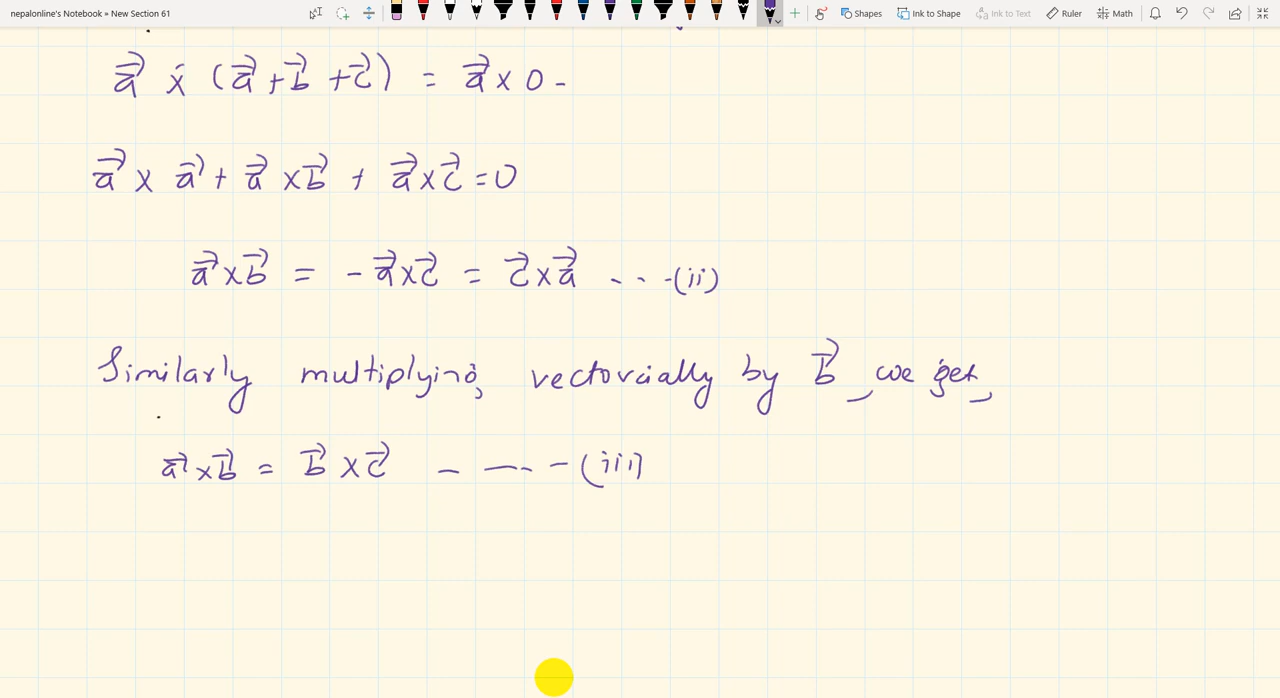 nepalonline's Notebook » New Section 61
Shapes Ink to Shape Ink to Text Ruler Math
a⃗ × (a⃗ + b⃗ + c⃗) = a⃗ × 0 -
a⃗ × a⃗ + a⃗ × b⃗ + a⃗ × c⃗ = 0
a⃗ × b⃗ = - a⃗ × c⃗ = c⃗ × a⃗ - - -(ii)
Similarly multiplying, vectorcially by b⃗, we get,
a⃗ × b⃗ = b⃗ × c⃗ - --- -(iii)